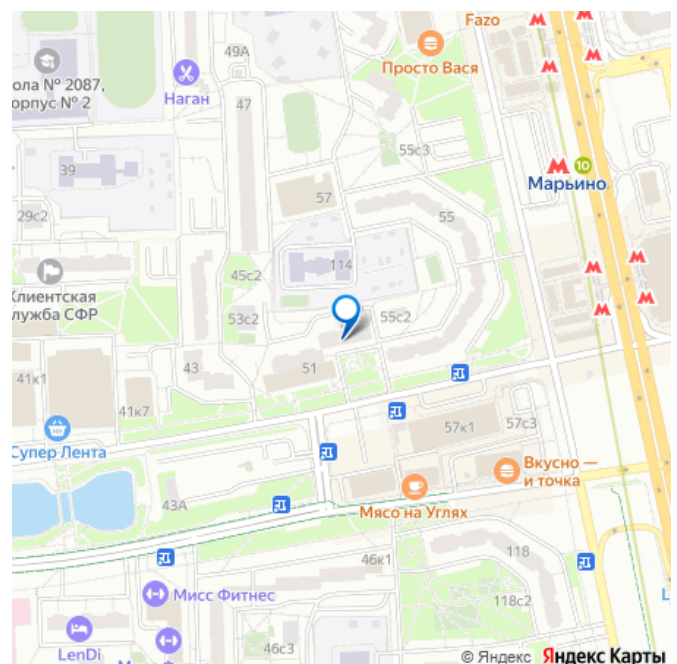 Fazo
49А
Просто Вася
ола № 2087,
орпус № 2
Наган
47
55с3
10
Марьино
39
57
29с2
55
114
45с2
Клиентская
лужба СФР
53с2
55с2
43
51
41к1
41к7
57к1
57с3
Супер Лента
Вкусно —
и точка
43А
Мясо на Углях
118
46к1
Мисс Фитнес
118с2
LenDi
46с3
© Яндекс Яндекс Карты